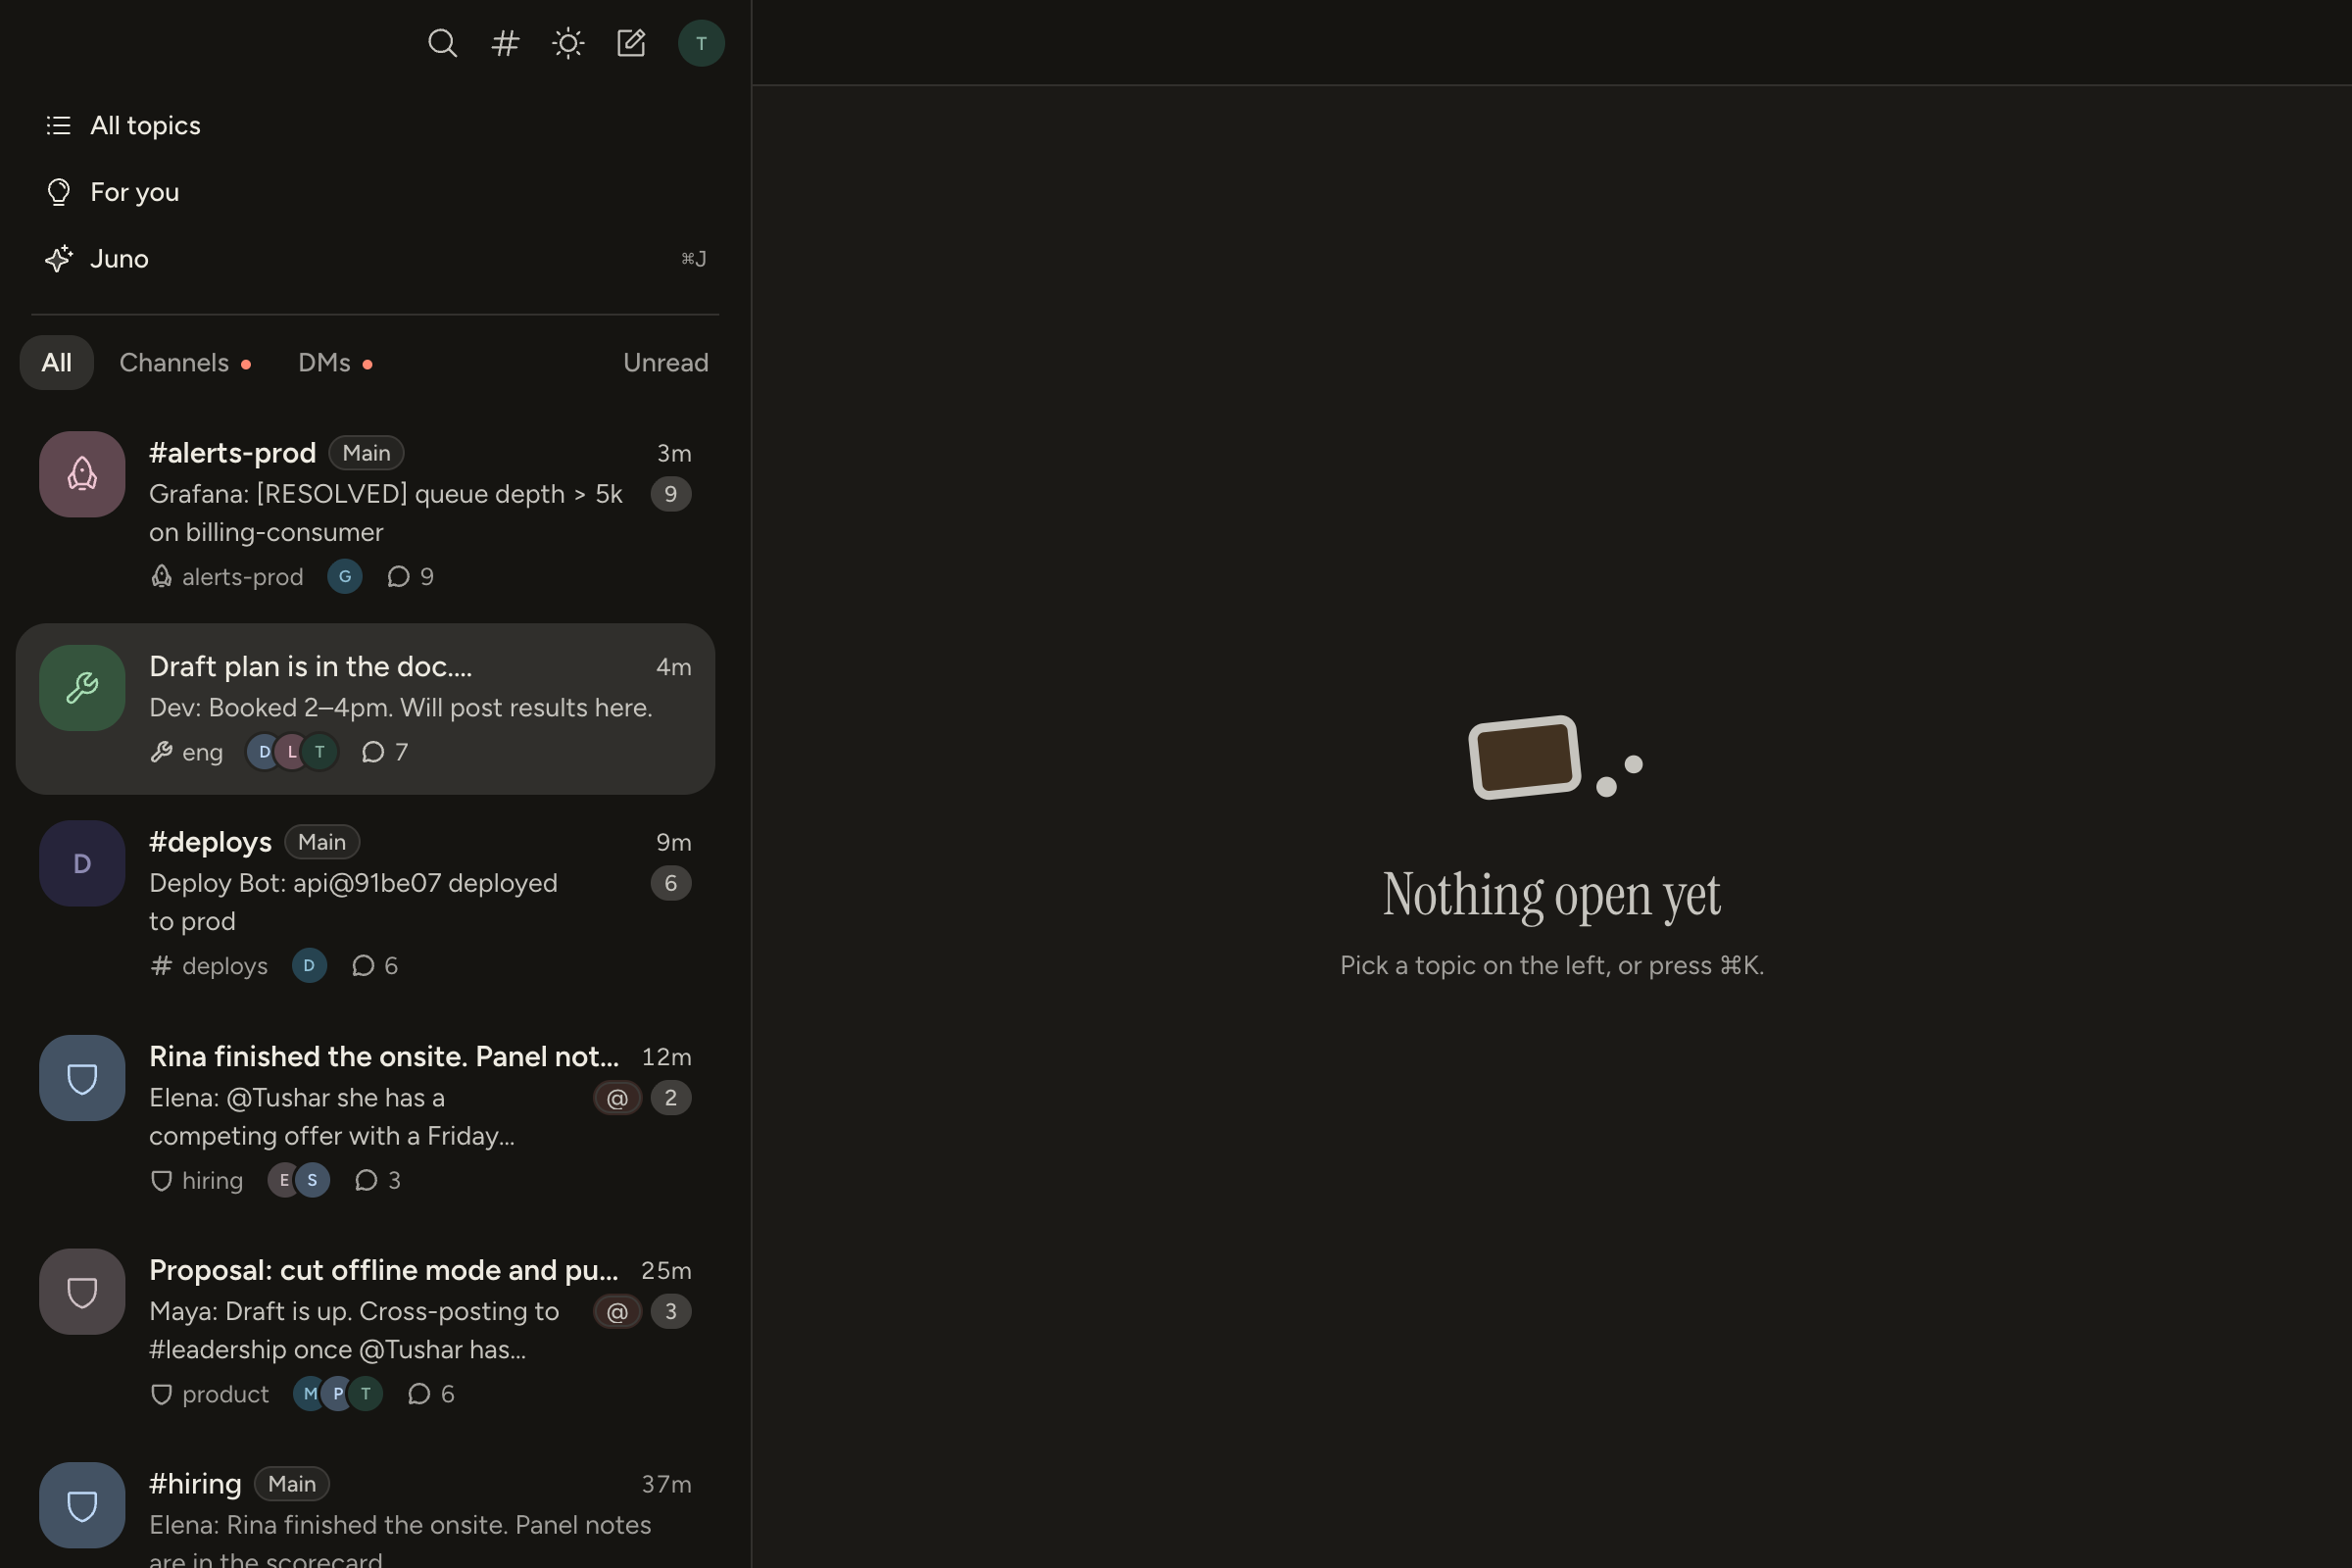 T
All topics
For you
Juno ⌘J
All Channels DMs Unread
#alerts-prod Main 3m
Grafana: [RESOLVED] queue depth > 5k 9
on billing-consumer
alerts-prod G 9
Draft plan is in the doc.... 4m
Dev: Booked 2–4pm. Will post results here.
eng D L T 7
D
#deploys Main 9m
Deploy Bot: api@91be07 deployed 6
to prod
# deploys D 6
Rina finished the onsite. Panel not... 12m
Elena: @Tushar she has a @ 2
competing offer with a Friday...
hiring E S 3
Proposal: cut offline mode and pu... 25m
Maya: Draft is up. Cross-posting to @ 3
#leadership once @Tushar has...
product M P T 6
#hiring Main 37m
Elena: Rina finished the onsite. Panel notes
are in the scorecard
Nothing open yet
Pick a topic on the left, or press ⌘K.